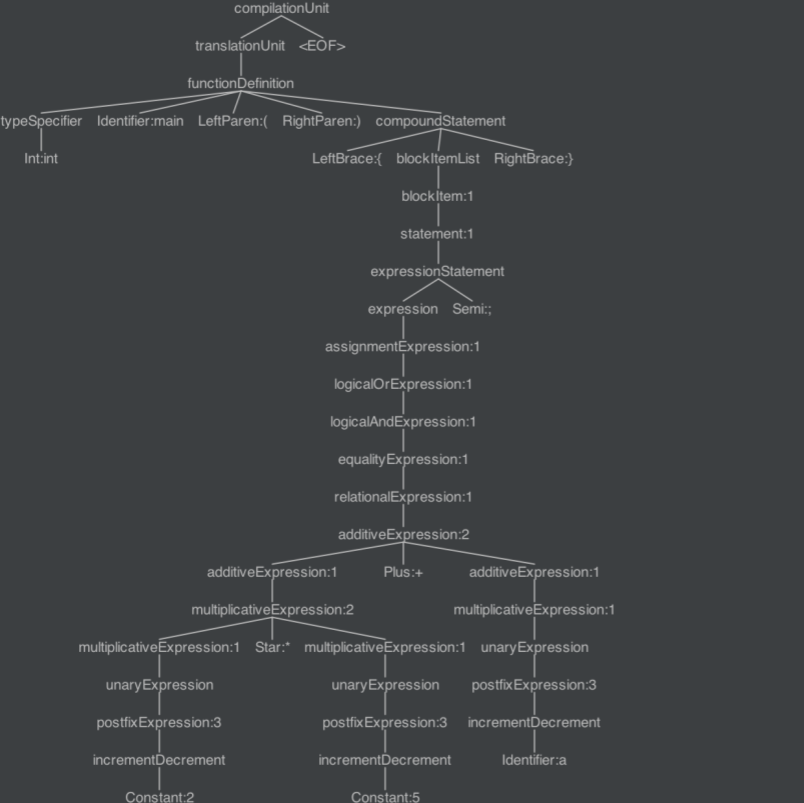 compilationUnit
translationUnit <EOF>
functionDefinition
typeSpecifier Identifier:main LeftParen:( RightParen:) compoundStatement
Int:int LeftBrace:{ blockItemList RightBrace:}
blockItem:1
statement:1
expressionStatement
expression Semi:;
assignmentExpression:1
logicalOrExpression:1
logicalAndExpression:1
equalityExpression:1
relationalExpression:1
additiveExpression:2
additiveExpression:1 Plus:+ additiveExpression:1
multiplicativeExpression:2 multiplicativeExpression:1
multiplicativeExpression:1 Star:* multiplicativeExpression:1 unaryExpression
unaryExpression unaryExpression postfixExpression:3
postfixExpression:3 postfixExpression:3 incrementDecrement
incrementDecrement incrementDecrement Identifier:a
Constant:2 Constant:5